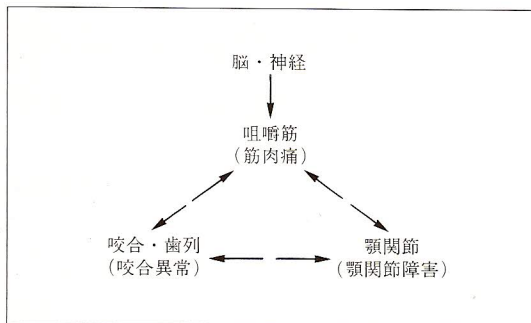 脳・神経
咀嚼筋
(筋肉痛)
咬合・歯列
(咬合異常)
顎関節
(顎関節障害)